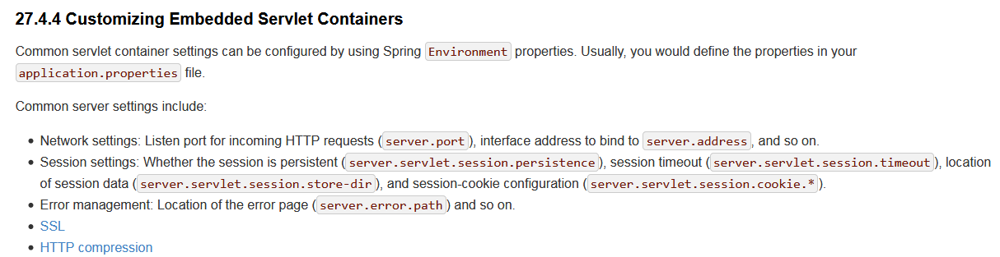 27.4.4 Customizing Embedded Servlet Containers
Common servlet container settings can be configured by using Spring Environment properties. Usually, you would define the properties in your
application.properties file.
Common server settings include:
• Network settings: Listen port for incoming HTTP requests (server.port), interface address to bind to server.address, and so on.
• Session settings: Whether the session is persistent (server.servlet.session.persistence), session timeout (server.servlet.session.timeout), location
of session data (server.servlet.session.store-dir), and session-cookie configuration (server.servlet.session.cookie.*).
• Error management: Location of the error page (server.error.path) and so on.
• SSL
• HTTP compression